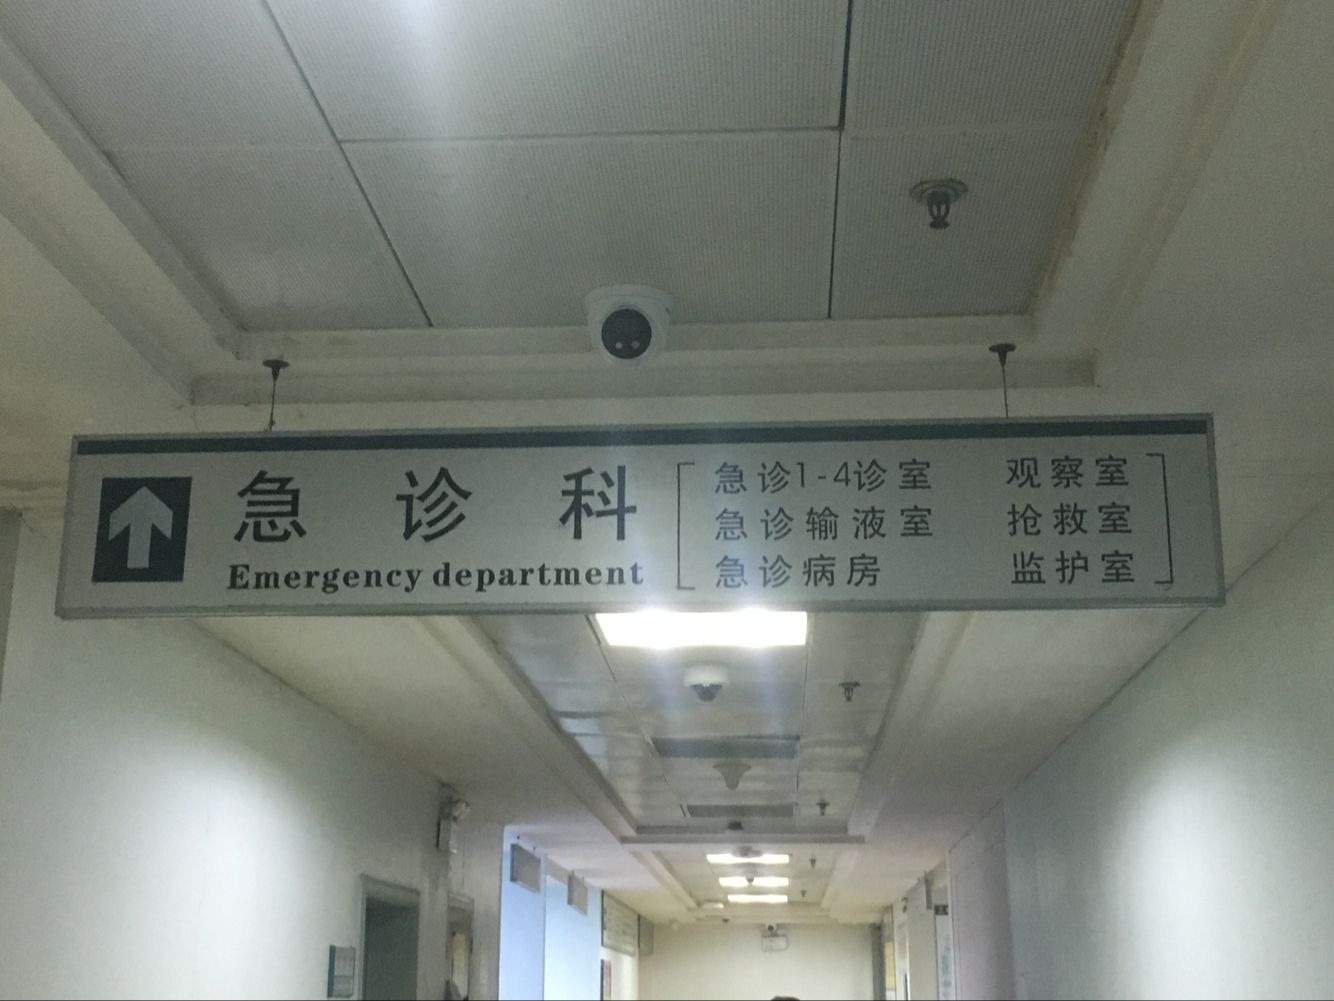 急诊科
Emergency department
急诊1-4诊室 观察室
急诊输液室 抢救室
急诊病房 监护室